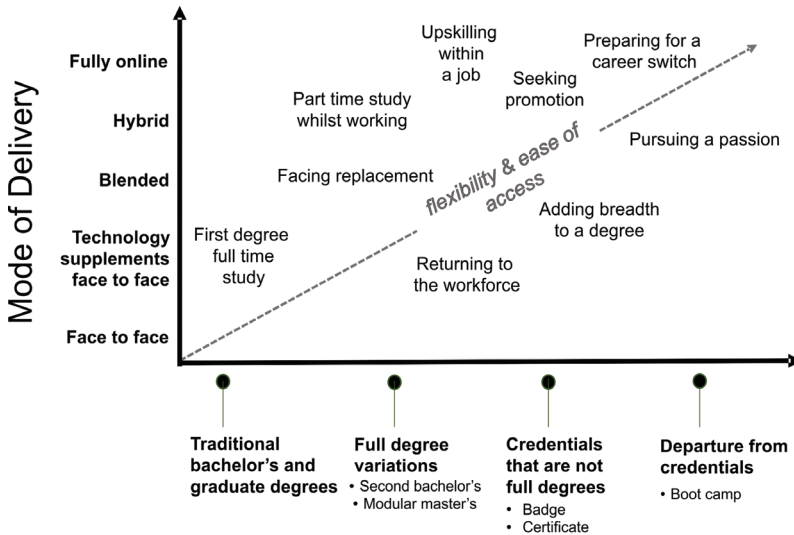 Mode of Delivery
Fully online
Hybrid
Blended
Technology
supplements
face to face
Face to face
Upskilling
within
a job
Preparing for a
career switch
Seeking
promotion
Part time study
whilst working
Pursuing a passion
Facing replacement
flexibility & ease of
access
Adding breadth
to a degree
First degree
full time
study
Returning to
the workforce
Traditional
bachelor's and
graduate degrees
Full degree
variations
• Second bachelor's
• Modular master's
Credentials
that are not
full degrees
• Badge
• Certificate
Departure from
credentials
• Boot camp